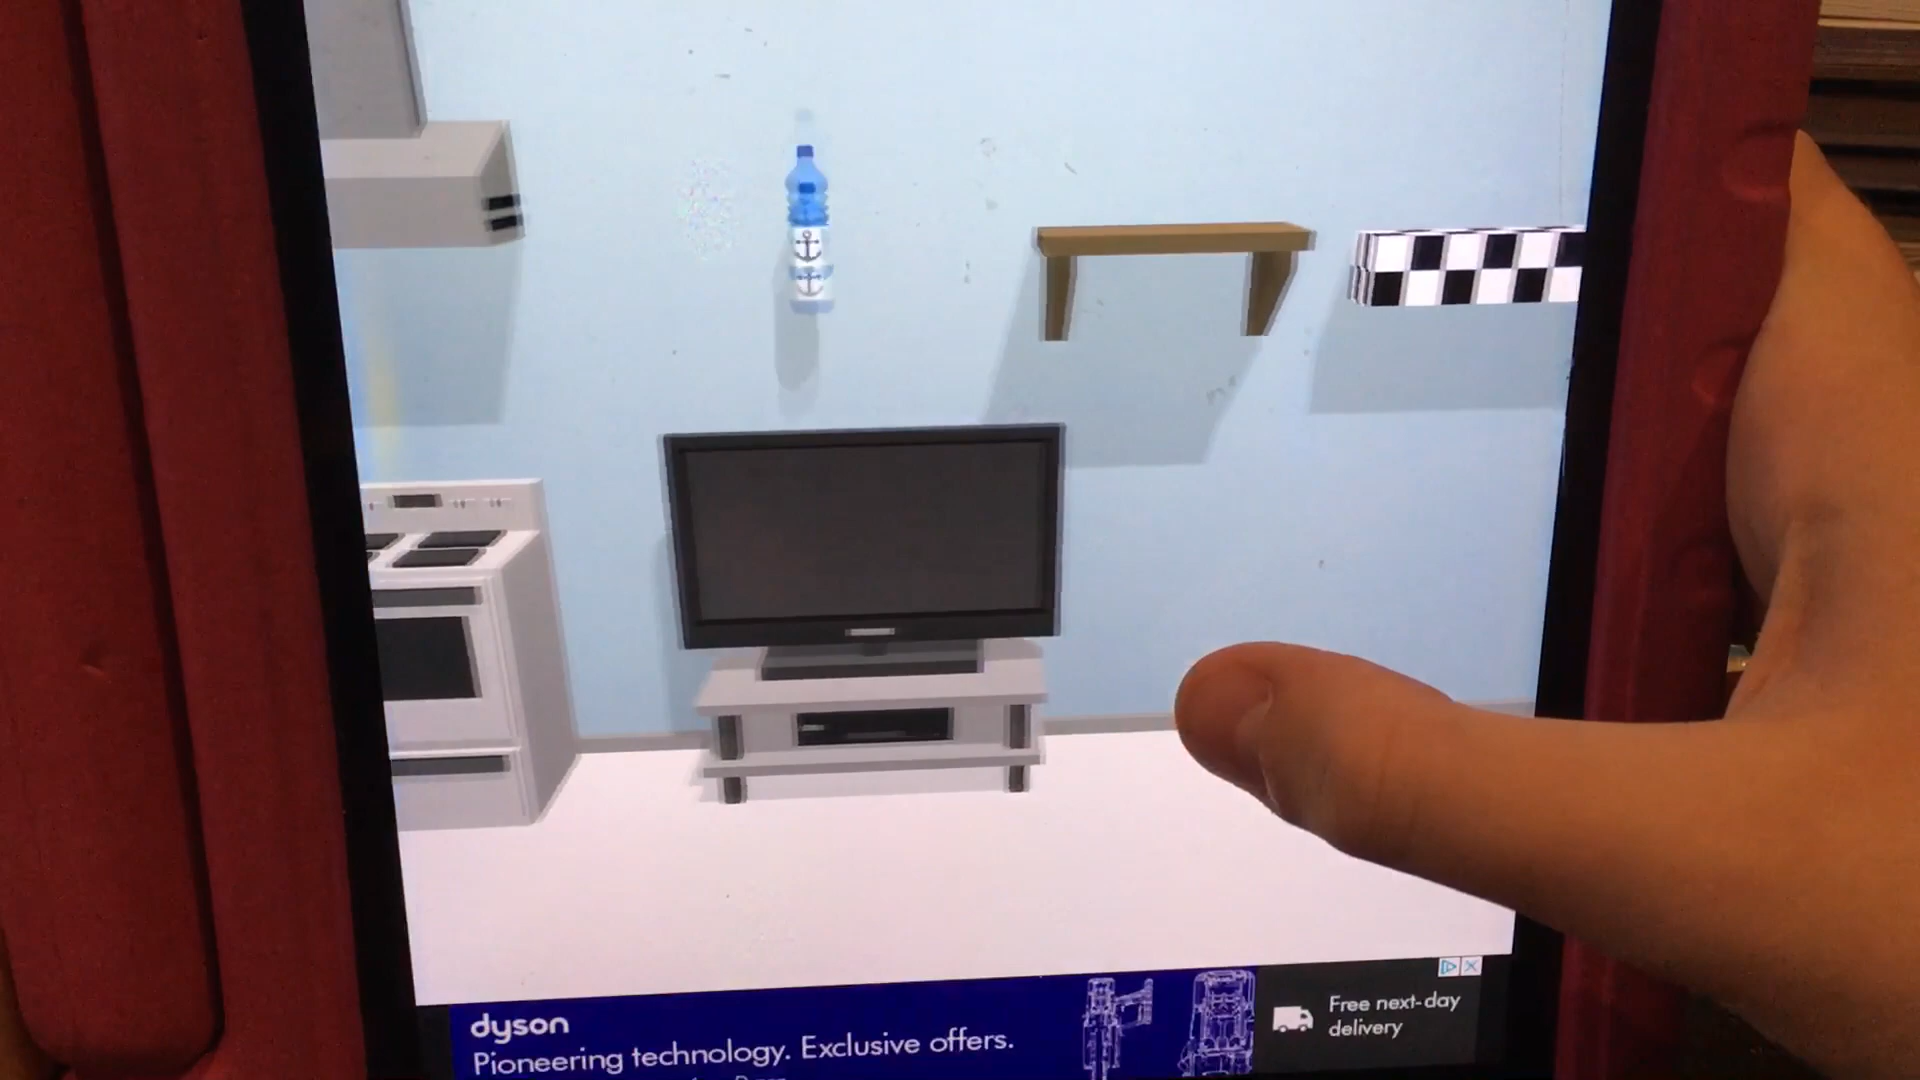 dyson
Pioneering technology. Exclusive offers.
Free next-day
delivery